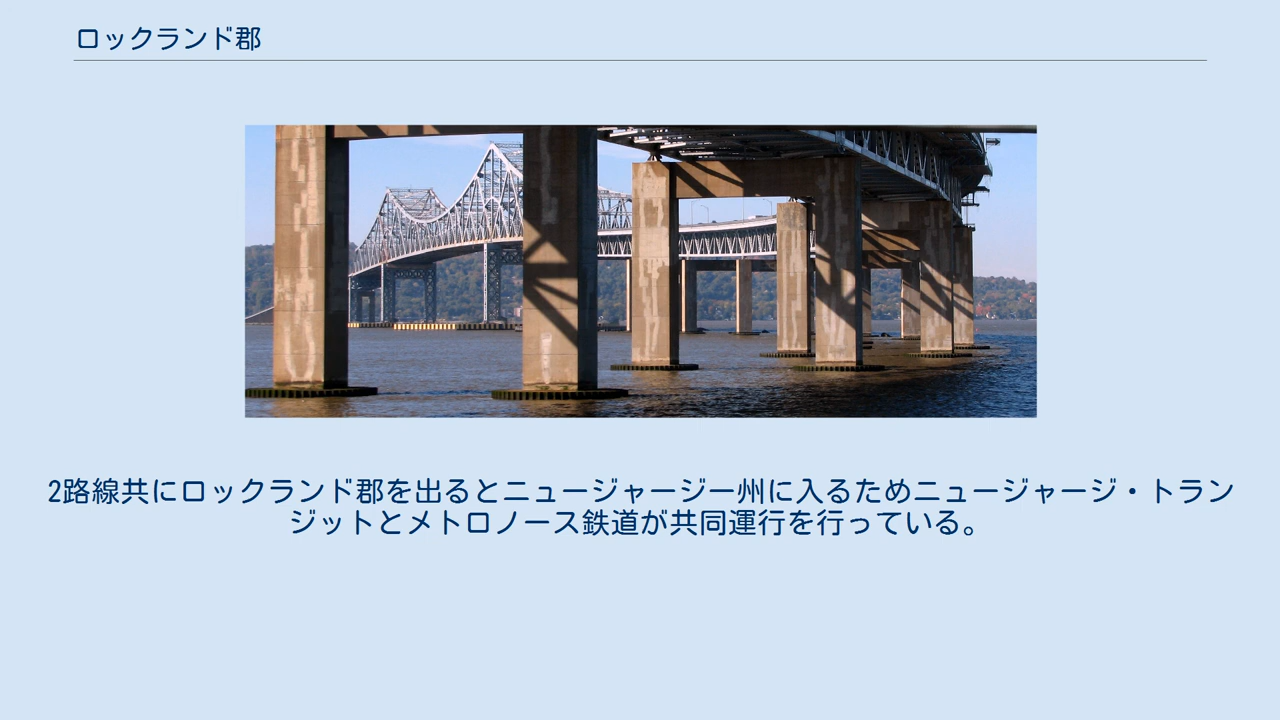 ロックランド郡
2路線共にロックランド郡を出るとニュージャージー州に入るためニュージャージ・トラン
ジットとメトロノース鉄道が共同運行を行っている。